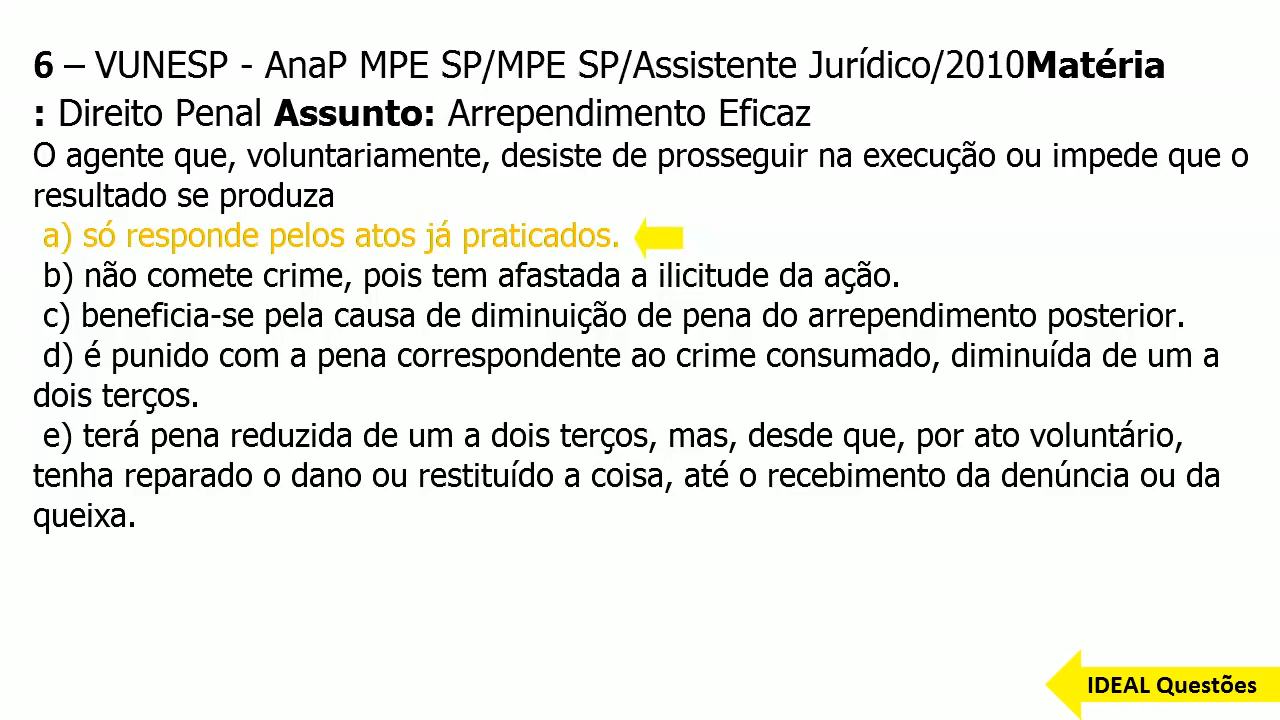 6 – VUNESP - AnaP MPE SP/MPE SP/Assistente Jurídico/2010Matéria
: Direito Penal Assunto: Arrependimento Eficaz
O agente que, voluntariamente, desiste de prosseguir na execução ou impede que o
resultado se produza
a) só responde pelos atos já praticados.
b) não comete crime, pois tem afastada a ilicitude da ação.
c) beneficia-se pela causa de diminuição de pena do arrependimento posterior.
d) é punido com a pena correspondente ao crime consumado, diminuída de um a
dois terços.
e) terá pena reduzida de um a dois terços, mas, desde que, por ato voluntário,
tenha reparado o dano ou restituído a coisa, até o recebimento da denúncia ou da
queixa.
IDEAL Questões